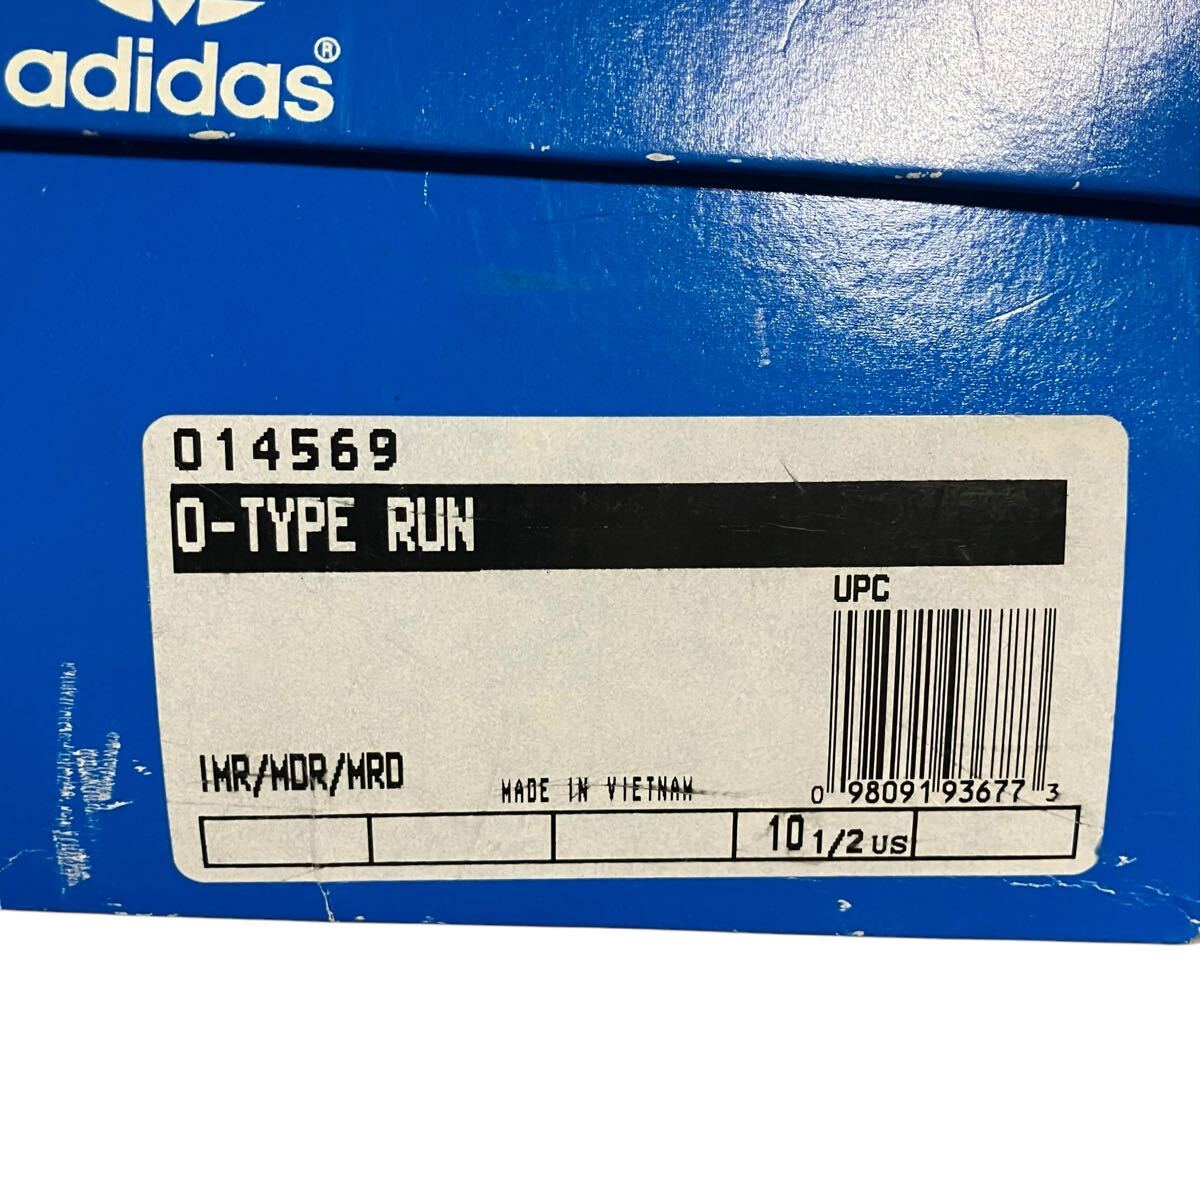 adidas®
014569
O-TYPE RUN
UPC
IMR/MDR/MRD
MADE IN VIETNAM
0 98091 93677 3
10 1/2 US